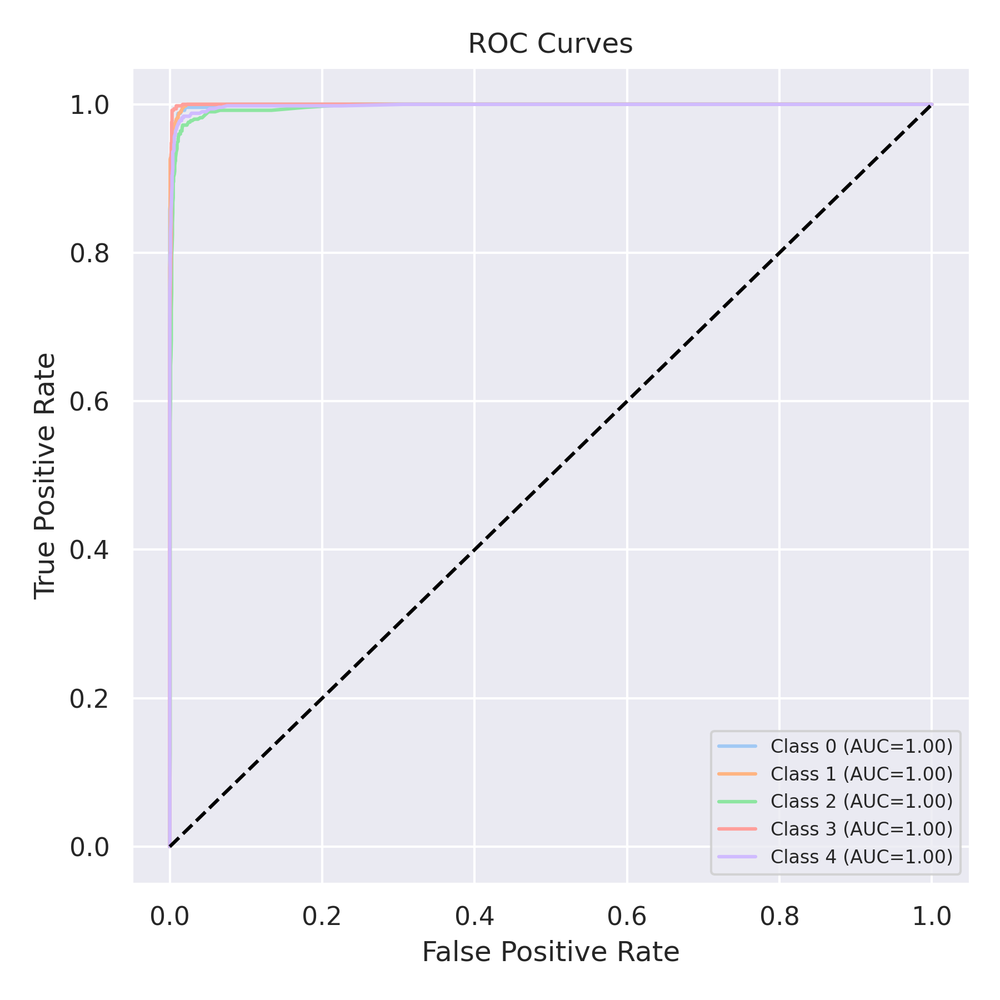 ROC Curves
True Positive Rate
1.0
0.8
0.6
0.4
0.2
0.0
Class 0 (AUC=1.00)
Class 1 (AUC=1.00)
Class 2 (AUC=1.00)
Class 3 (AUC=1.00)
Class 4 (AUC=1.00)
0.0 0.2 0.4 0.6 0.8 1.0
False Positive Rate